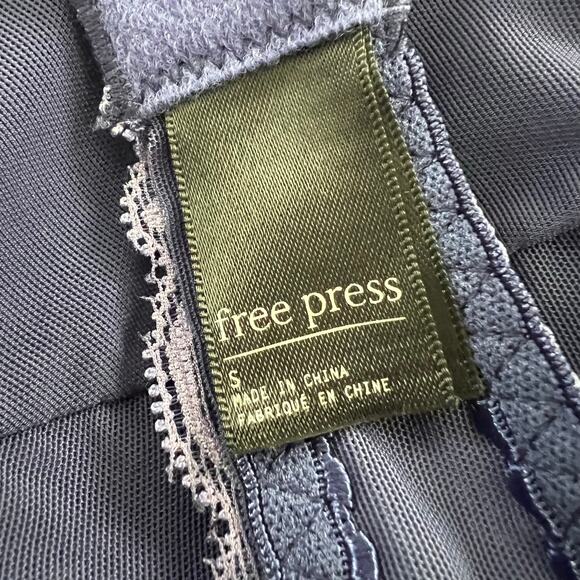 free press
S
MADE IN CHINA
FABRIQUÉ EN CHINE